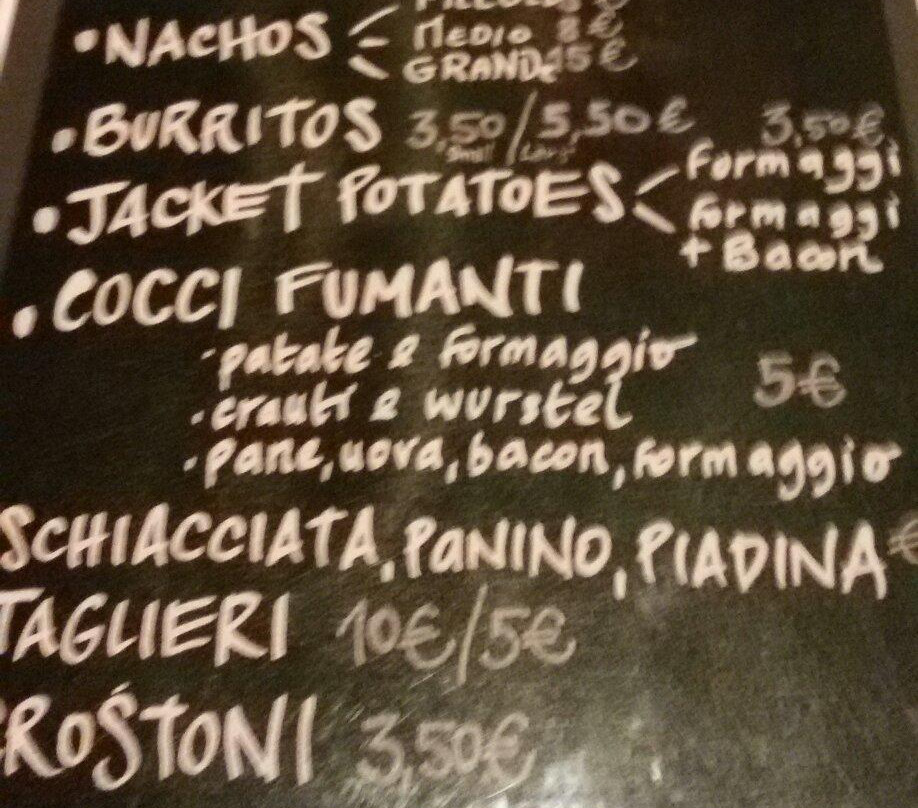 • NACHOS
MEDIO 8 €
GRANDE 15 €
• BURRITOS 3,50 / 5,50 € 3,50 €
Small / Large
• JACKET POTATOES
Formaggi
Formaggi
+ Bacon
• COCCI FUMANTI
· patate e formaggio
· crauti e wurstel 5 €
· pane, uova, bacon, formaggio
SCHIACCIATA, PANINO, PIADINA €
TAGLIERI 10€/5€
CROSTONI 3,50€